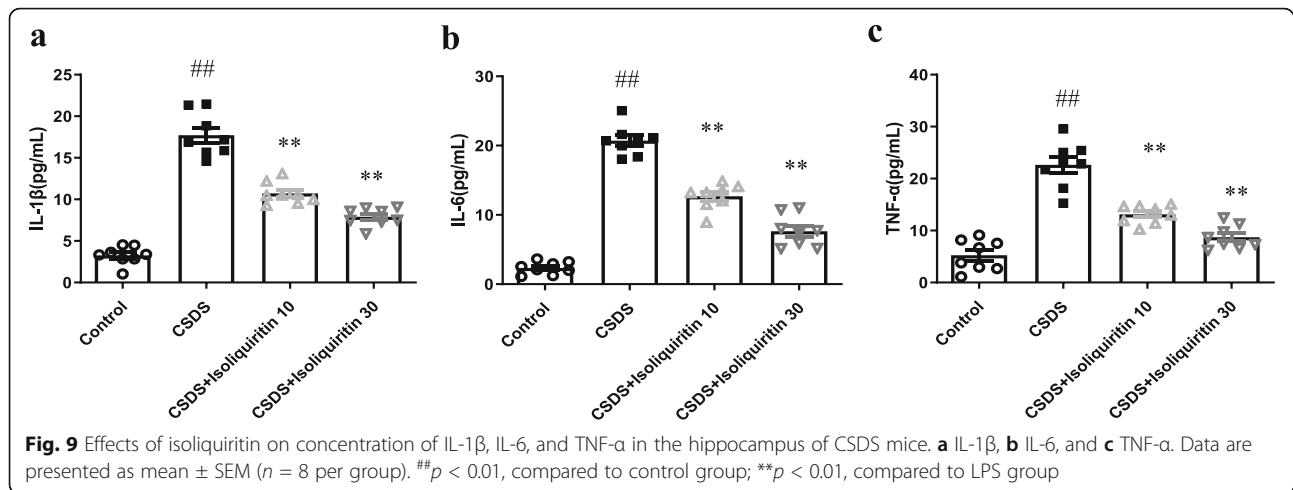 a
b
c
##
**
**
25
20
15
10
5
0
IL-1β(pg/mL)
Control
CSDS
CSDS+Isoliquiritin 10
CSDS+Isoliquiritin 30
##
**
**
30
20
10
0
IL-6(pg/mL)
Control
CSDS
CSDS+Isoliquiritin 10
CSDS+Isoliquiritin 30
##
**
**
40
30
20
10
0
TNF-α(pg/mL)
Control
CSDS
CSDS+Isoliquiritin 10
CSDS+Isoliquiritin 30
Fig. 9 Effects of isoliquiritin on concentration of IL-1β, IL-6, and TNF-α in the hippocampus of CSDS mice. a IL-1β, b IL-6, and c TNF-α. Data are
presented as mean ± SEM (n = 8 per group). ##p < 0.01, compared to control group; **p < 0.01, compared to LPS group